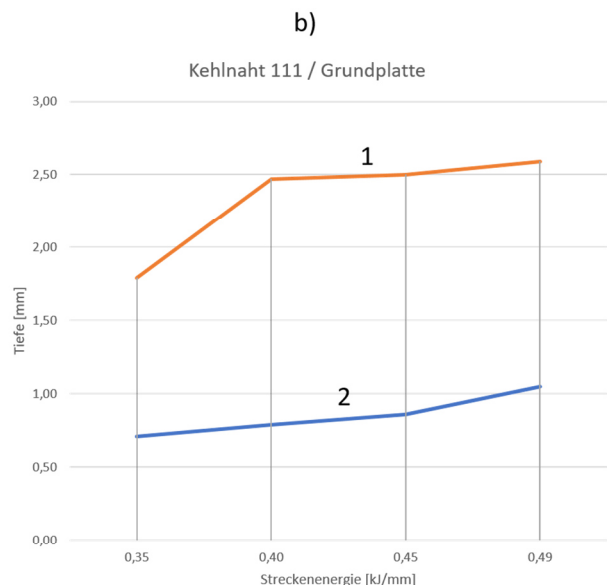 b)
Kehlnaht 111 / Grundplatte
3,00
2,50
2,00
1,50
1,00
0,50
0,00
Tiefe [mm]
1
2
0,35 0,40 0,45 0,49
Streckenenergie [kJ/mm]